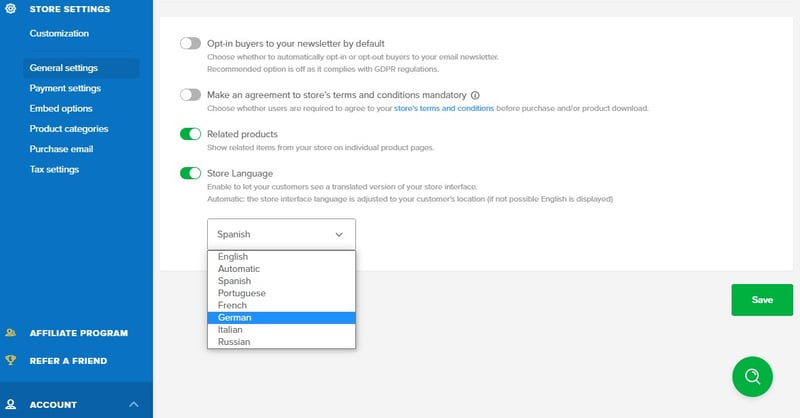 STORE SETTINGS
Customization
General settings
Payment settings
Embed options
Product categories
Purchase email
Tax settings
AFFILIATE PROGRAM
REFER A FRIEND
ACCOUNT
Opt-in buyers to your newsletter by default
Choose whether to automatically opt-in or opt-out buyers to your email newsletter.
Recommended option is off as it complies with GDPR regulations.
Make an agreement to store's terms and conditions mandatory
Choose whether users are required to agree to your store's terms and conditions before purchase and/or product download.
Related products
Show related items from your store on individual product pages.
Store Language
Enable to let your customers see a translated version of your store interface.
Automatic: the store interface language is adjusted to your customer's location (if not possible English is displayed)
Spanish
English
Automatic
Spanish
Portuguese
French
German
Italian
Russian
Save